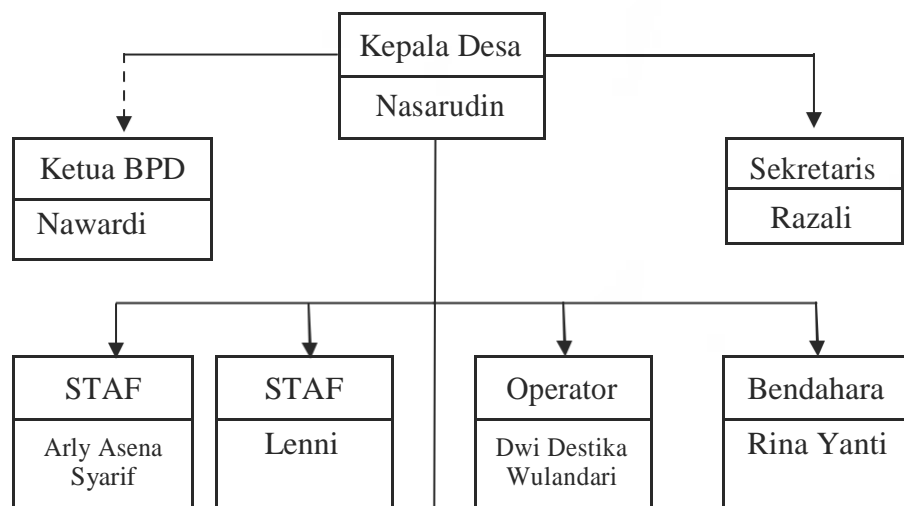 Kepala Desa
Nasarudin
Ketua BPD
Nawardi
Sekretaris
Razali
STAF
Arly Asena
Syarif
STAF
Lenni
Operator
Dwi Destika
Wulandari
Bendahara
Rina Yanti